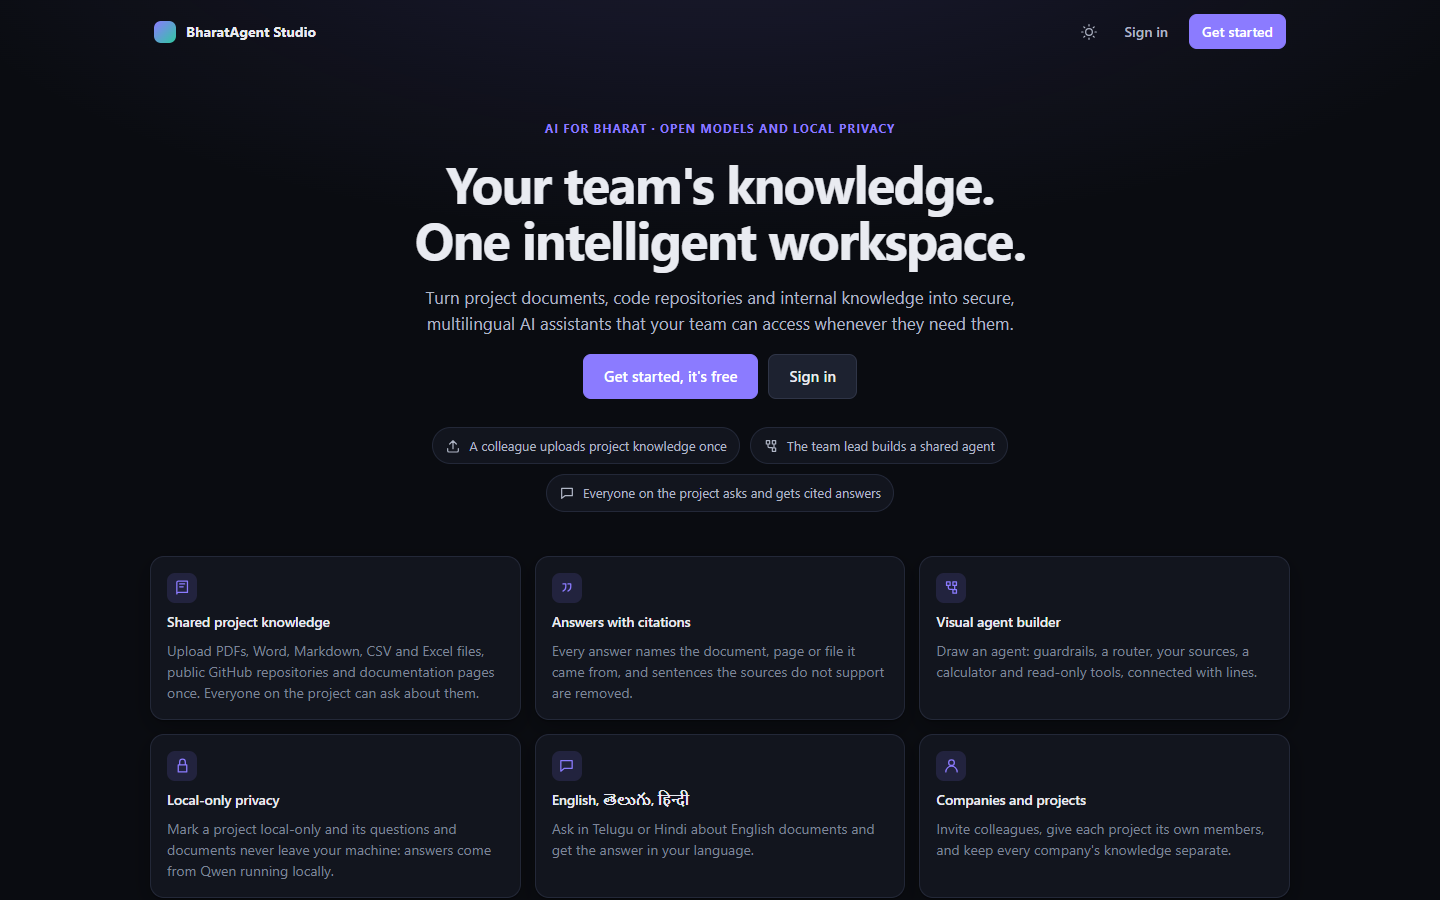 BharatAgent Studio
Sign in
Get started
AI FOR BHARAT · OPEN MODELS AND LOCAL PRIVACY
Your team's knowledge.
One intelligent workspace.
Turn project documents, code repositories and internal knowledge into secure,
multilingual AI assistants that your team can access whenever they need them.
Get started, it's free
Sign in
A colleague uploads project knowledge once
The team lead builds a shared agent
Everyone on the project asks and gets cited answers
Shared project knowledge
Upload PDFs, Word, Markdown, CSV and Excel files,
public GitHub repositories and documentation pages
once. Everyone on the project can ask about them.
Answers with citations
Every answer names the document, page or file it
came from, and sentences the sources do not support
are removed.
Visual agent builder
Draw an agent: guardrails, a router, your sources, a
calculator and read-only tools, connected with lines.
Local-only privacy
Mark a project local-only and its questions and
documents never leave your machine: answers come
from Qwen running locally.
English, తెలుగు, हिन्दी
Ask in Telugu or Hindi about English documents and
get the answer in your language.
Companies and projects
Invite colleagues, give each project its own members,
and keep every company's knowledge separate.